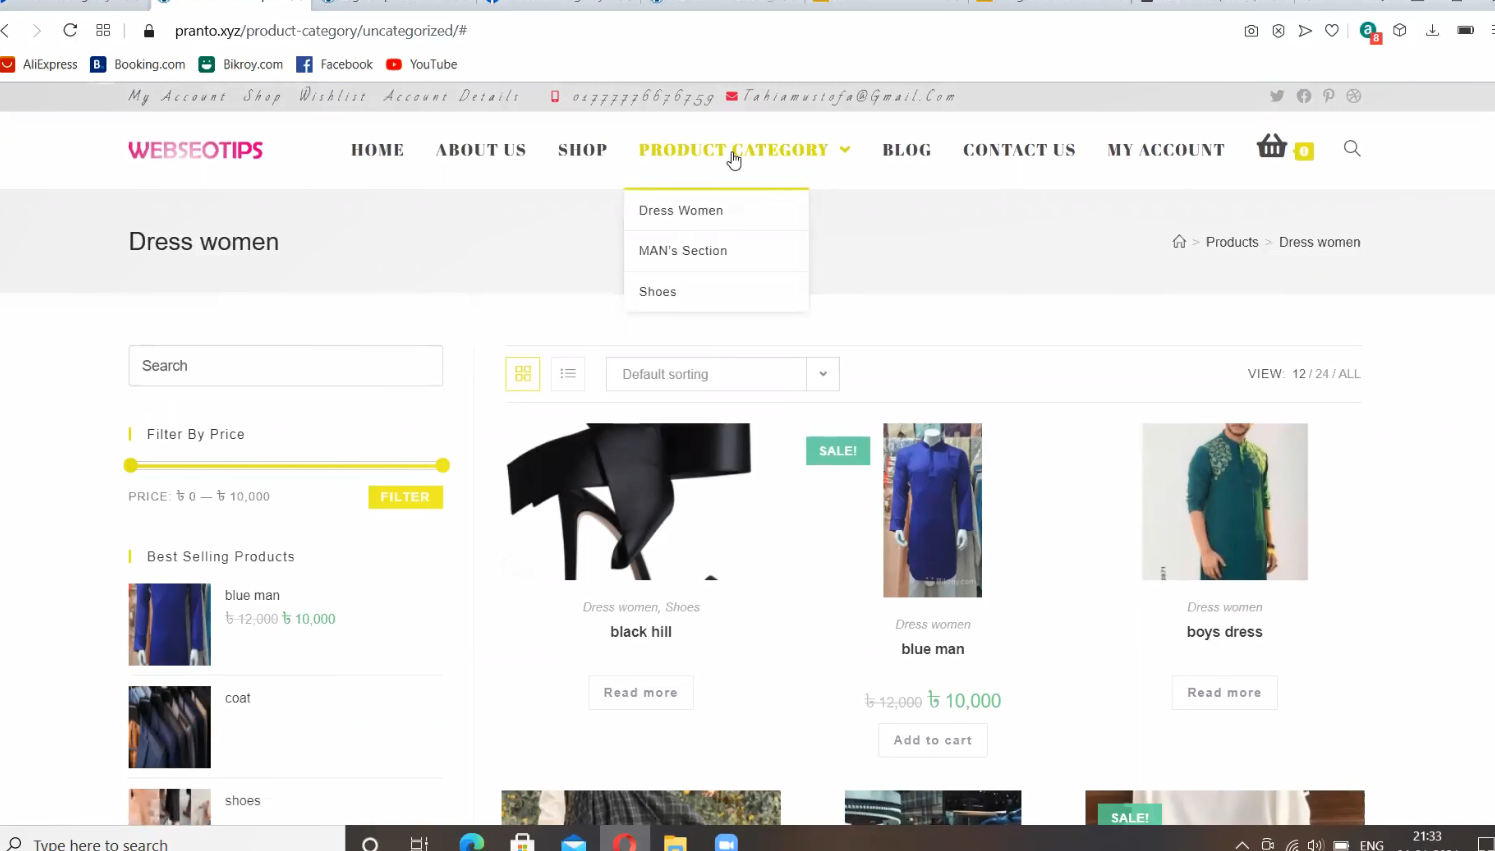 pranto.xyz/product-category/uncategorized/#
8
AliExpress Booking.com Bikroy.com Facebook YouTube
My Account Shop Wishlist Account Details 01777776676759 Tahiamustofa@Gmail.Com
WEBSEOTIPS HOME ABOUT US SHOP PRODUCT CATEGORY BLOG CONTACT US MY ACCOUNT 0
Dress Women
MAN's Section
Shoes
Dress women
> Products > Dress women
Search
Default sorting
VIEW: 12 / 24 / ALL
Filter By Price
PRICE: ৳ 0 — ৳ 10,000
FILTER
Best Selling Products
blue man
৳ 12,000 ৳ 10,000
coat
shoes
Dress women, Shoes
black hill
Read more
SALE!
Bikroy.com
Dress women
blue man
৳ 12,000 ৳ 10,000
Add to cart
Dress women
boys dress
Read more
SALE!
Type here to search
ENG
21:33